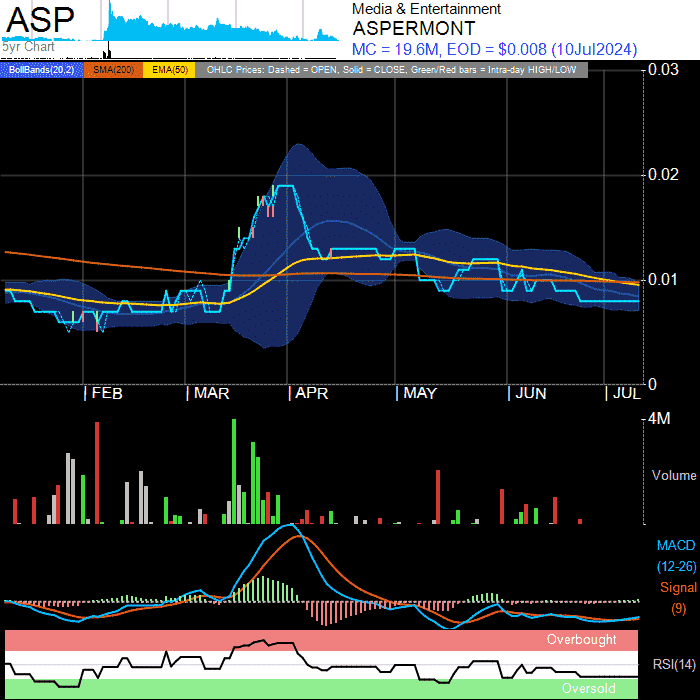 ASP
5yr Chart
Media & Entertainment
ASPERMONT
MC = 19.6M, EOD = $0.008 (10Jul2024)
BollBands(20,2) SMA(200) EMA(50) OHLC Prices: Dashed = OPEN, Solid = CLOSE, Green/Red bars = Intra-day HIGH/LOW
0.03
0.02
0.01
0
| FEB | MAR | APR | MAY | JUN | JUL
4M
Volume
MACD
(12-26)
Signal
(9)
Overbought
RSI(14)
Oversold